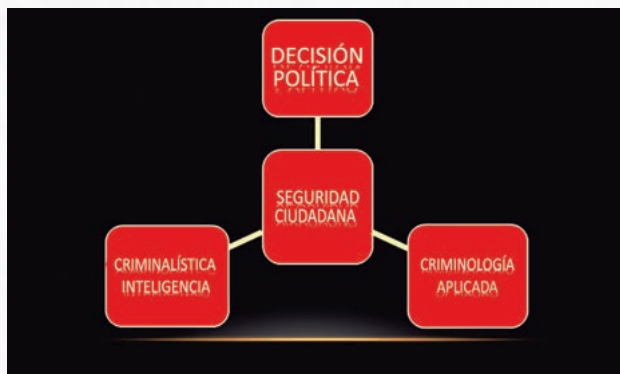 DECISIÓN
POLÍTICA
SEGURIDAD
CIUDADANA
CRIMINALÍSTICA
INTELIGENCIA
CRIMINOLOGÍA
APLICADA